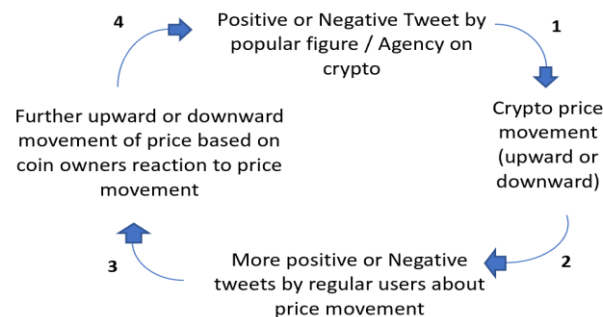 4
Positive or Negative Tweet by
popular figure / Agency on
crypto
1
Crypto price
movement
(upward or
downward)
2
More positive or Negative
tweets by regular users about
price movement
3
Further upward or downward
movement of price based on
coin owners reaction to price
movement